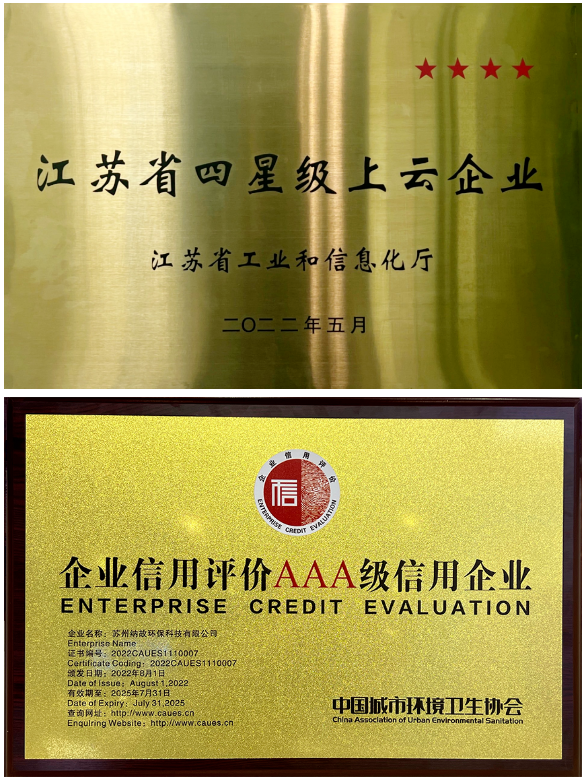 ★★★★
江苏省四星级上云企业
江苏省工业和信息化厅
二〇二二年五月
企业信用评价
信
ENTERPRISE CREDIT EVALUATION
企业信用评价AAA级信用企业
ENTERPRISE CREDIT EVALUATION
企业名称：苏州纳故环保科技有限公司
Enterprise Name
证书编号：2022CAUES1110007
Certificate Coding：2022CAUES1110007
颁发日期：2022年8月1日
Date of Issue：August 1,2022
有效期至：2025年7月31日
Date of Expiry：July 31,2025
查询网址：http://www.caues.cn
Enquiring Website：http://www.caues.cn
中国城市环境卫生协会
China Association of Urban Environmental Sanitation